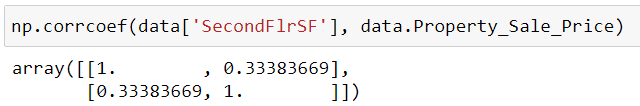 np.corrcoef(data['SecondFlrSF'], data.Property_Sale_Price)
array([[1.        , 0.33383669],
       [0.33383669, 1.        ]])